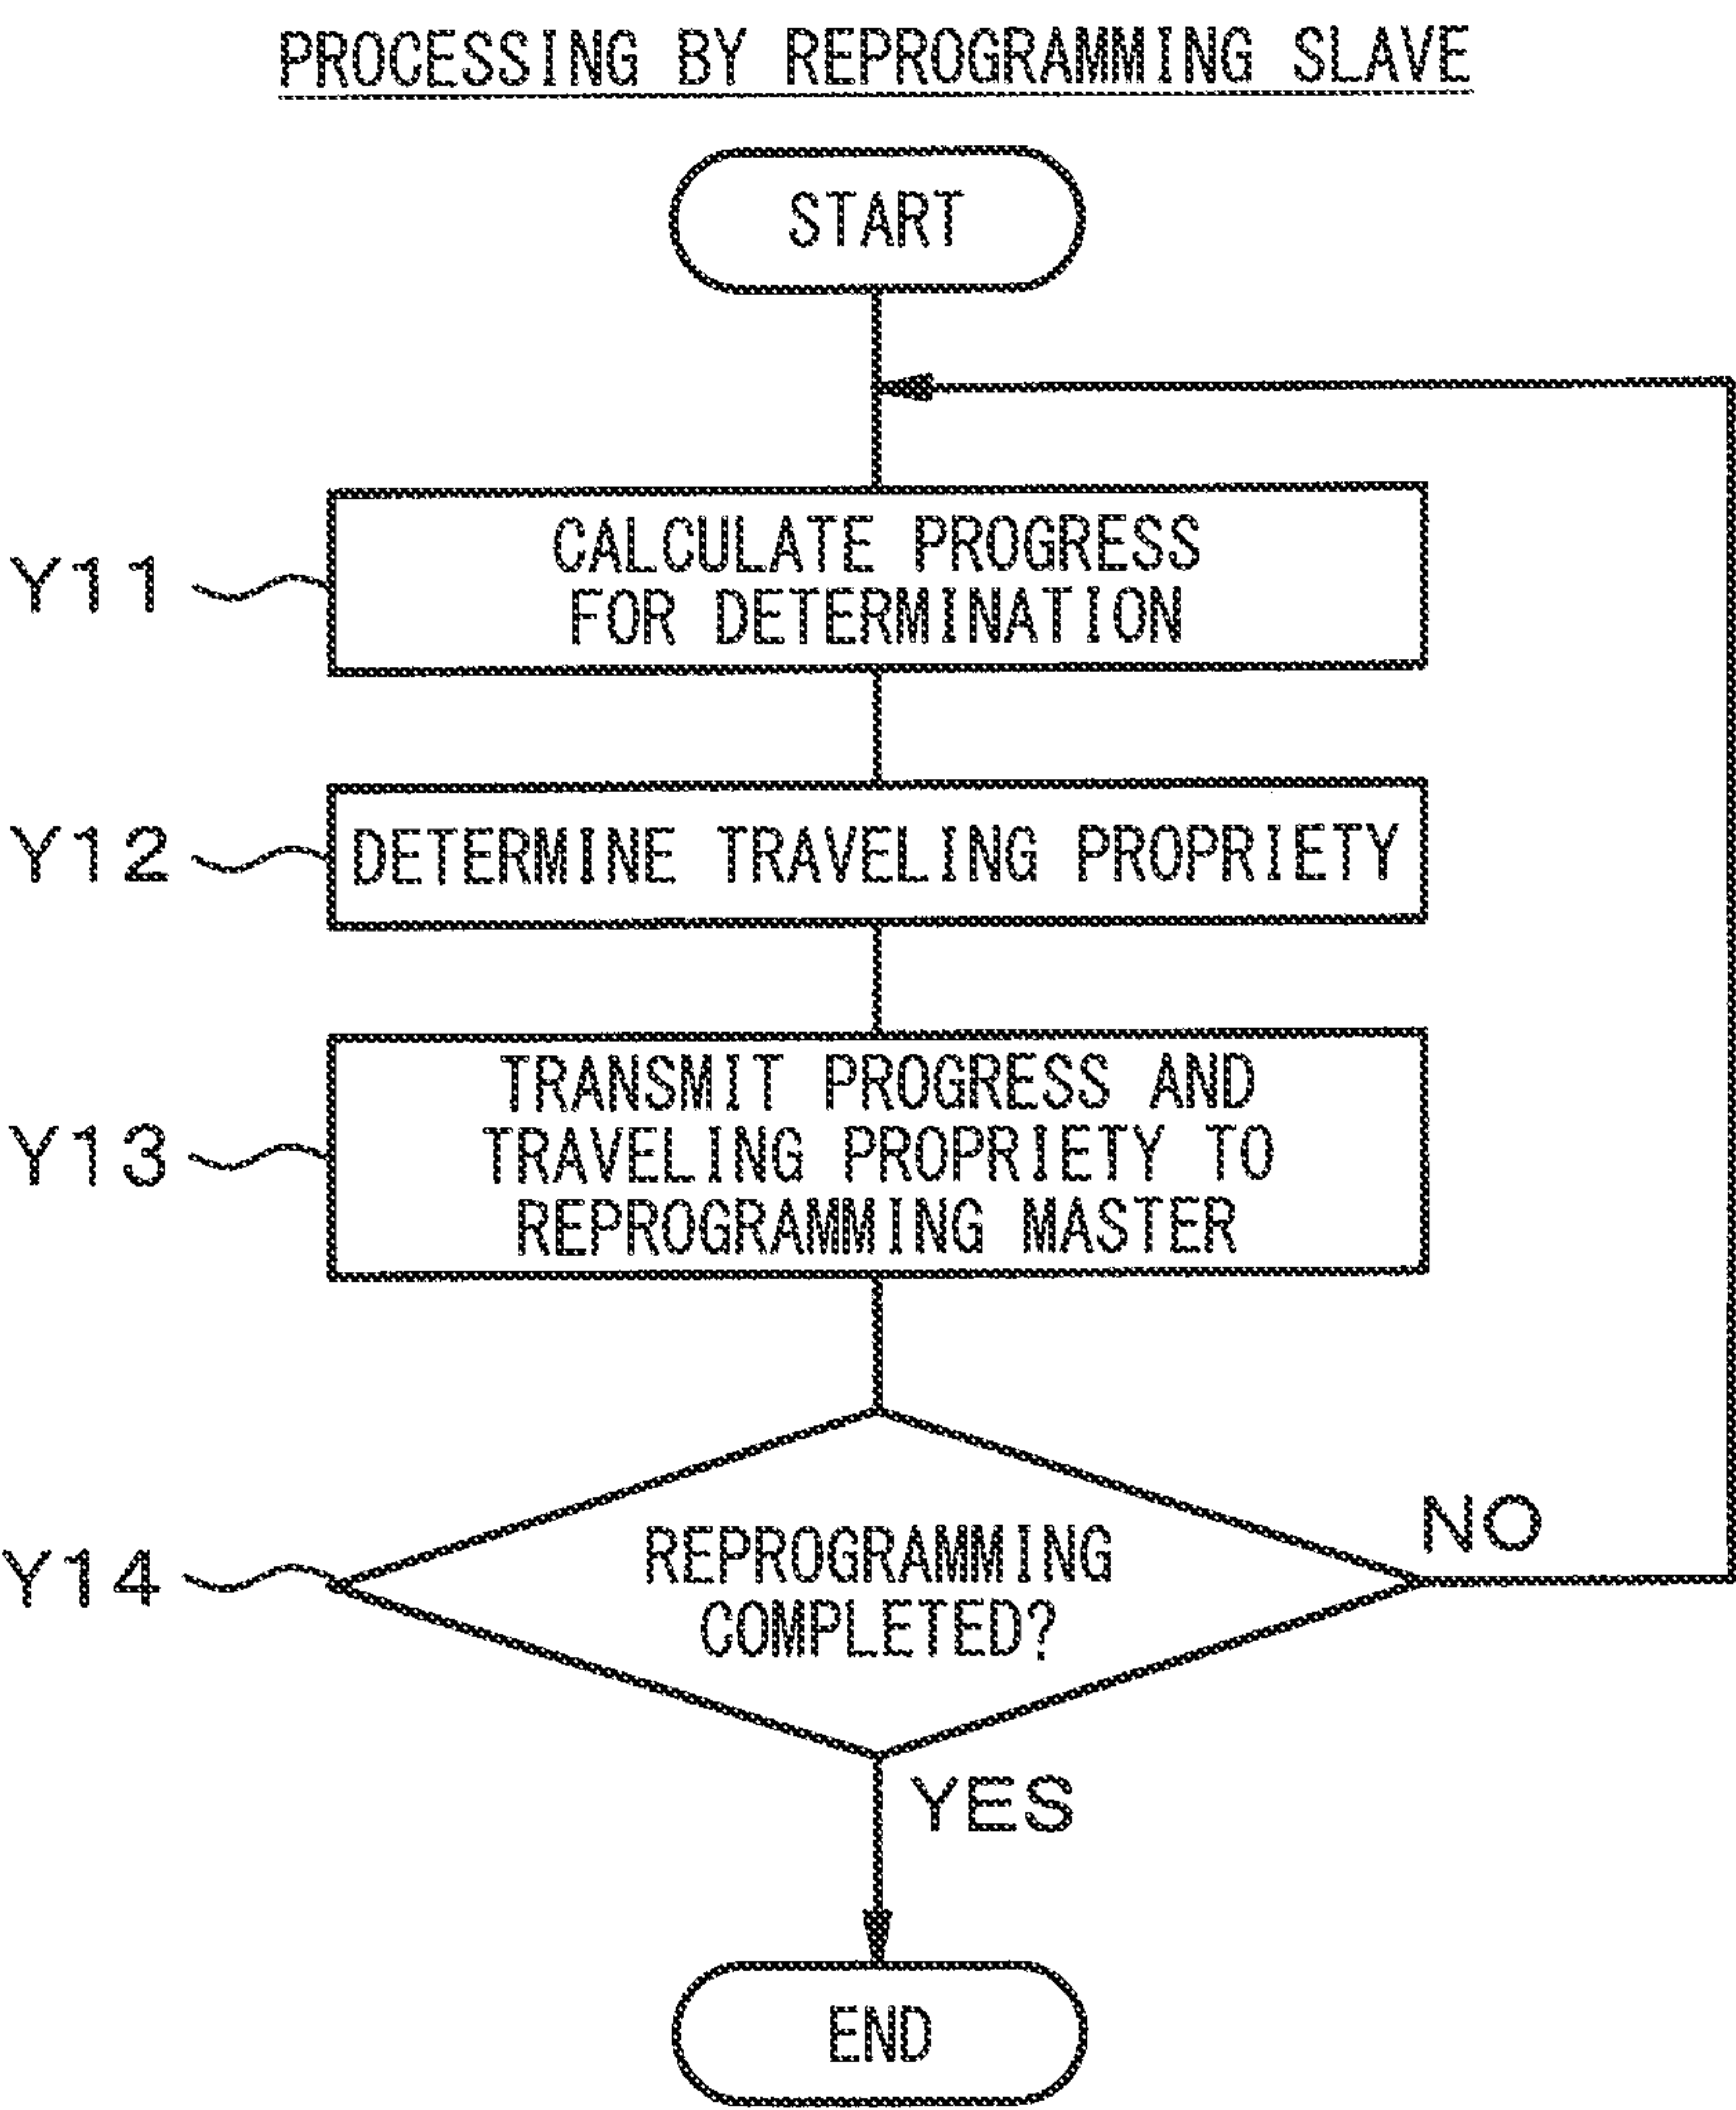 PROCESSING BY REPROGRAMMING SLAVE
START
Y11
CALCULATE PROGRESS
FOR DETERMINATION
Y12
DETERMINE TRAVELING PROPRIETY
Y13
TRANSMIT PROGRESS AND
TRAVELING PROPRIETY TO
REPROGRAMMING MASTER
Y14
REPROGRAMMING
COMPLETED?
NO
YES
END